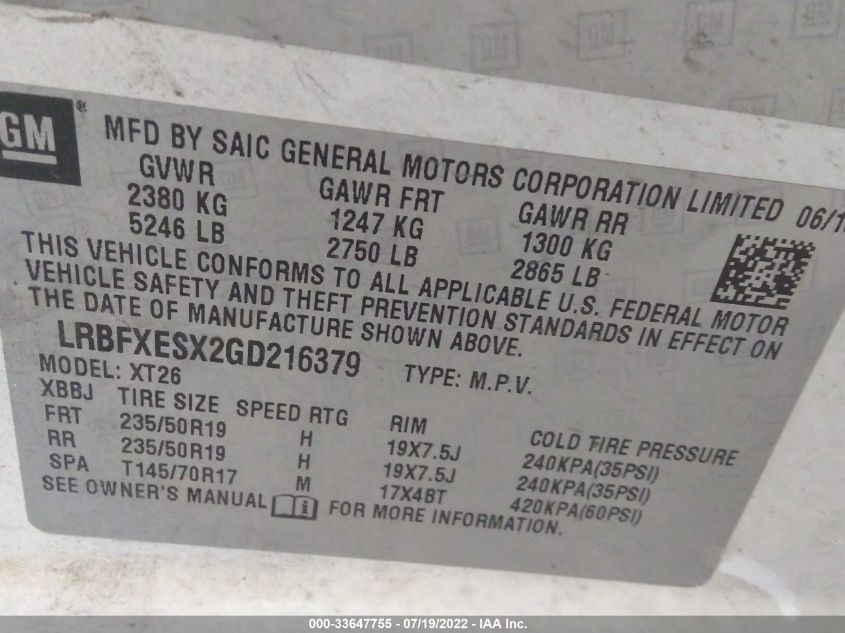 GM ®
MFD BY SAIC GENERAL MOTORS CORPORATION LIMITED
GVWR GAWR FRT GAWR RR
2380 KG 1247 KG 1300 KG
5246 LB 2750 LB 2865 LB
THIS VEHICLE CONFORMS TO ALL APPLICABLE U.S. FEDERAL MOTOR
VEHICLE SAFETY AND THEFT PREVENTION STANDARDS IN EFFECT ON
THE DATE OF MANUFACTURE SHOWN ABOVE.
LRBFXESX2GD216379 TYPE: M.P.V.
MODEL: XT26
XBBJ TIRE SIZE SPEED RTG RIM COLD TIRE PRESSURE
FRT 235/50R19 H 19X7.5J 240KPA(35PSI)
RR 235/50R19 H 19X7.5J 240KPA(35PSI)
SPA T145/70R17 M 17X4BT 420KPA(60PSI)
SEE OWNER'S MANUAL FOR MORE INFORMATION.
000-33647755 - 07/19/2022 - IAA Inc.